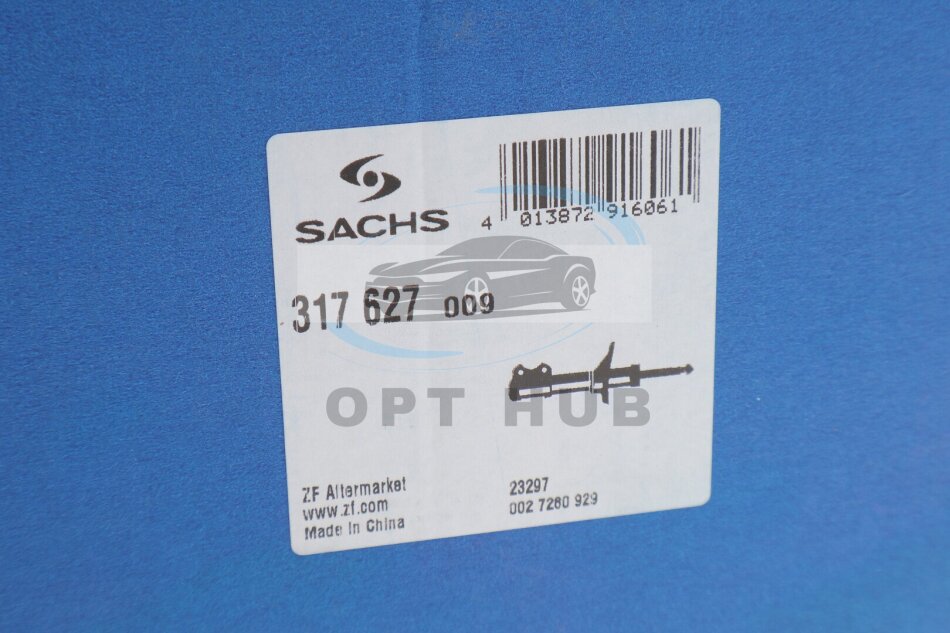 SACHS
4 013872 916061
317 627 009
OPT HUB
ZF Aftermarket
www.zf.com
Made in China
23297
002 7260 929